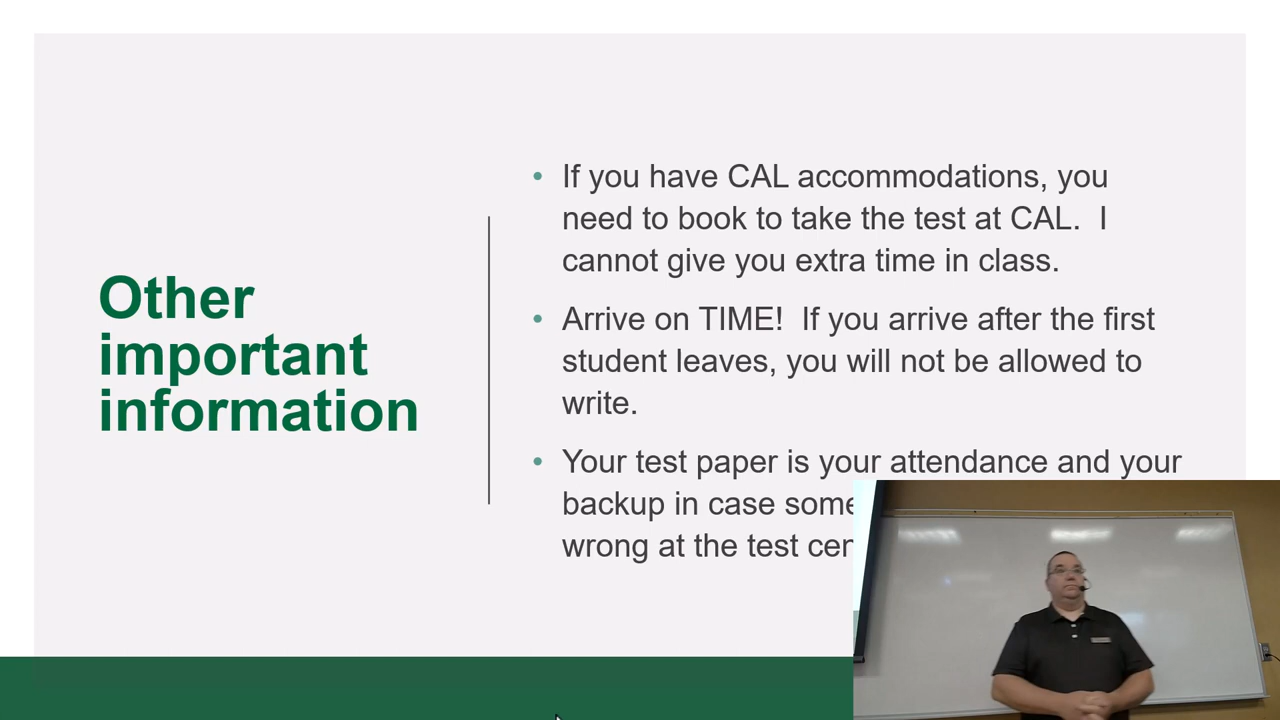 Other
important
information
• If you have CAL accommodations, you
need to book to take the test at CAL.  I
cannot give you extra time in class.
• Arrive on TIME!  If you arrive after the first
student leaves, you will not be allowed to
write.
• Your test paper is your attendance and your
backup in case
wrong at the test